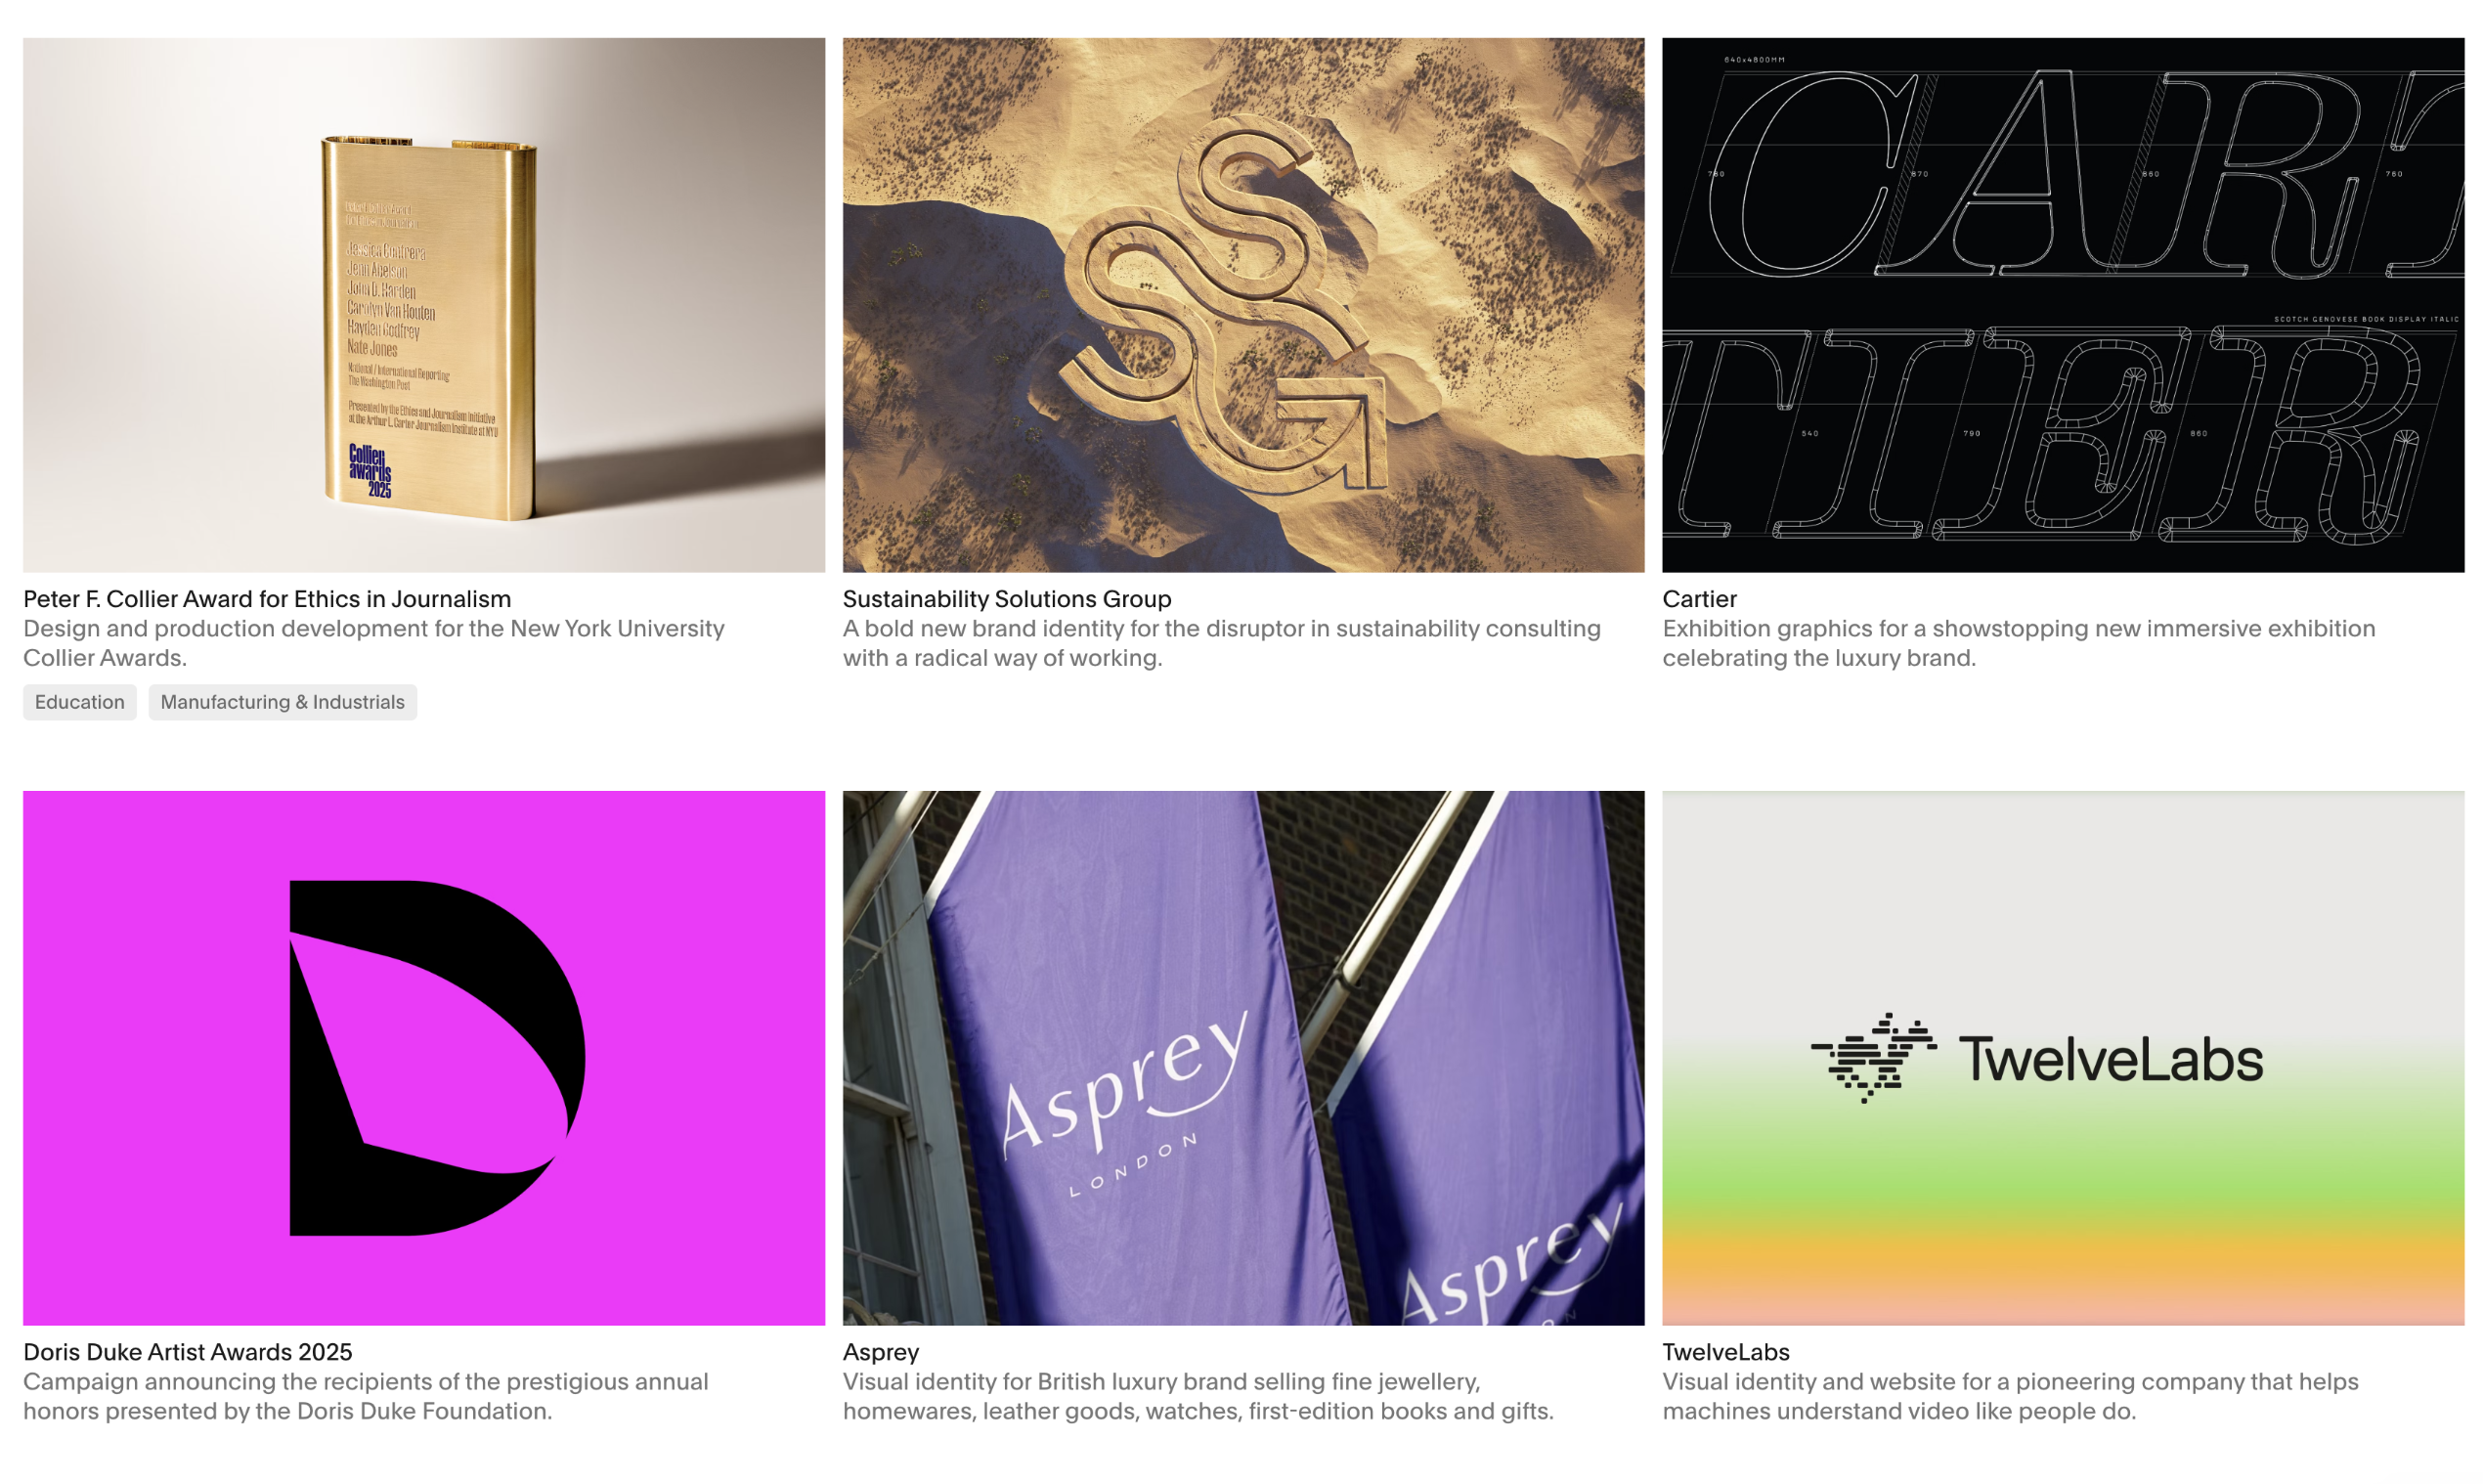 Jessica Contrera
Jenn Abelson
John D. Harden
Carolyn Van Houten
Hayden Godfrey
Nate Jones
National / International Reporting
The Washington Post
Presented by the Ethics and Journalism Initiative
at the Arthur L. Carter Journalism Institute at NYU
Collier
awards
2025
SSG
640x4800MM
CART
780
870
860
760
SCOTCH GENOVESE BOOK DISPLAY ITALIC
TIER
540
790
860
Peter F. Collier Award for Ethics in Journalism
Design and production development for the New York University
Collier Awards.
Education
Manufacturing & Industrials
Sustainability Solutions Group
A bold new brand identity for the disruptor in sustainability consulting
with a radical way of working.
Cartier
Exhibition graphics for a showstopping new immersive exhibition
celebrating the luxury brand.
D
Asprey
LONDON
Asprey
ON
TwelveLabs
Doris Duke Artist Awards 2025
Campaign announcing the recipients of the prestigious annual
honors presented by the Doris Duke Foundation.
Asprey
Visual identity for British luxury brand selling fine jewellery,
homewares, leather goods, watches, first-edition books and gifts.
TwelveLabs
Visual identity and website for a pioneering company that helps
machines understand video like people do.